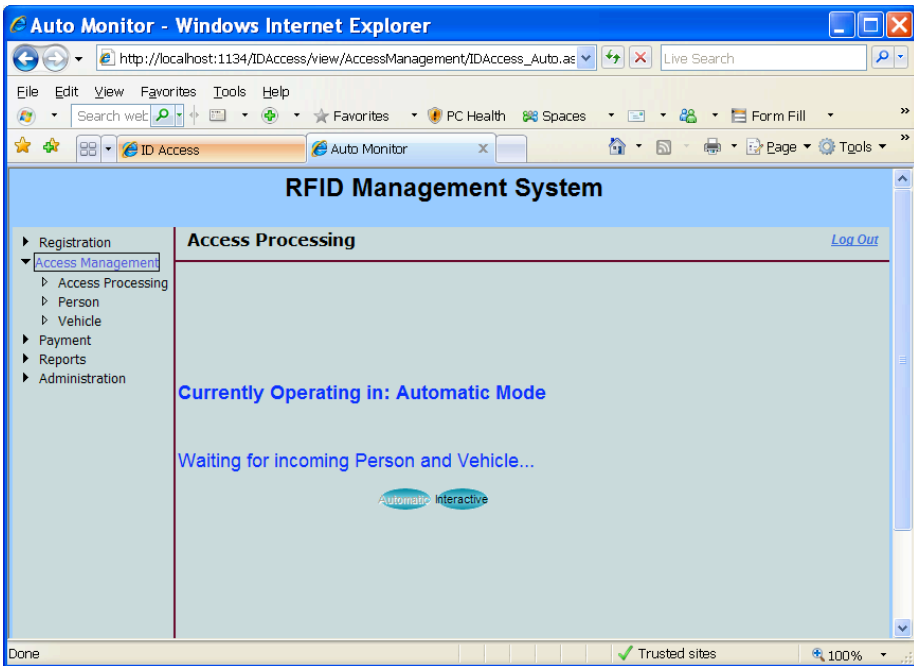 Auto Monitor - Windows Internet Explorer
http://localhost:1134/IDAccess/view/AccessManagement/IDAccess_Auto.as
Live Search
File Edit View Favorites Tools Help
Search web Favorites PC Health Spaces Form Fill »
ID Access Auto Monitor x Page Tools »
RFID Management System
Access Processing Log Out
Registration
Access Management
Access Processing
Person
Vehicle
Payment
Reports
Administration
Currently Operating in: Automatic Mode
Waiting for incoming Person and Vehicle...
Automatic Interactive
Done Trusted sites 100%